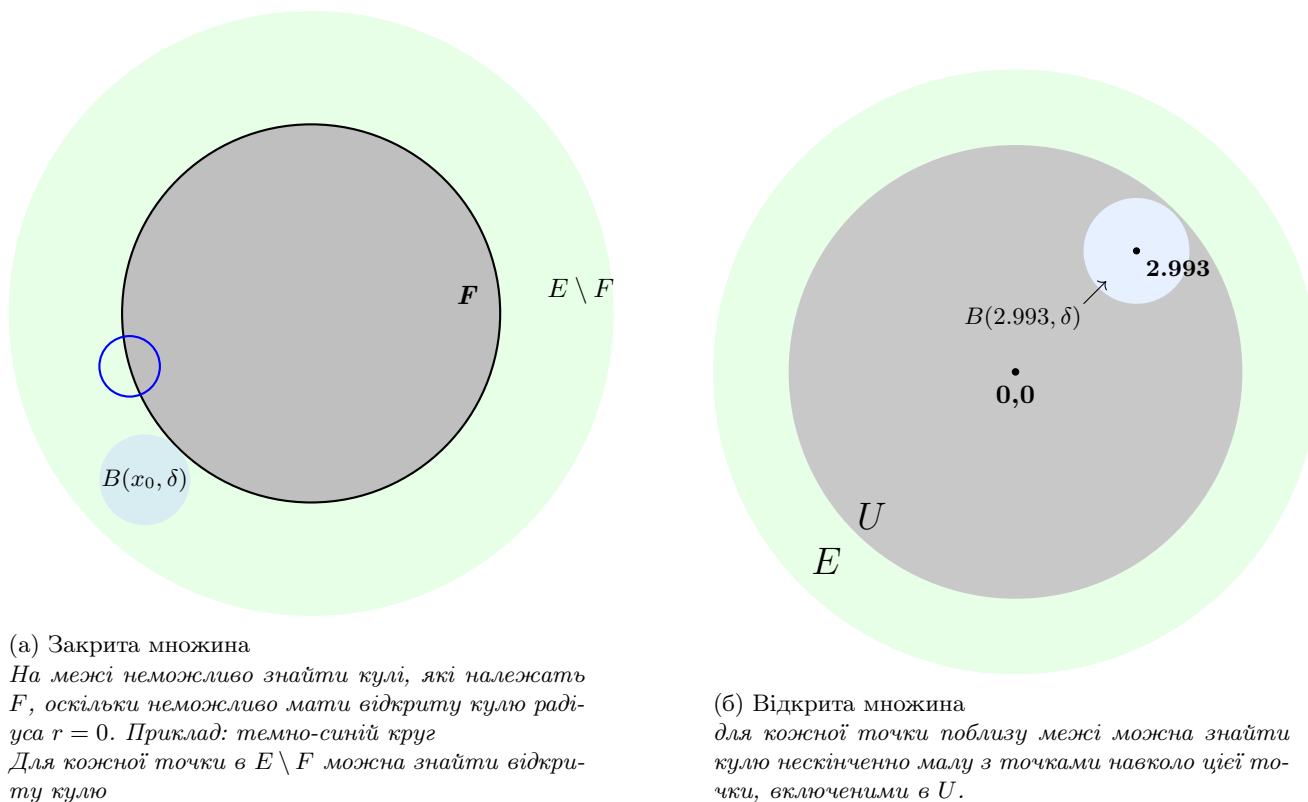 F
E \ F
B(x₀, δ)
(а) Закрита множина
На межі неможливо знайти кулі, які належать
F, оскільки неможливо мати відкриту кулю раді-
уса r = 0. Приклад: темно-синій круг
Для кожної точки в E \ F можна знайти відкри-
ту кулю
2.993
B(2.993, δ)
0,0
U
E
(б) Відкрита множина
для кожної точки поблизу межі можна знайти
кулю нескінченно малу з точками навколо цієї то-
чки, включеними в U.